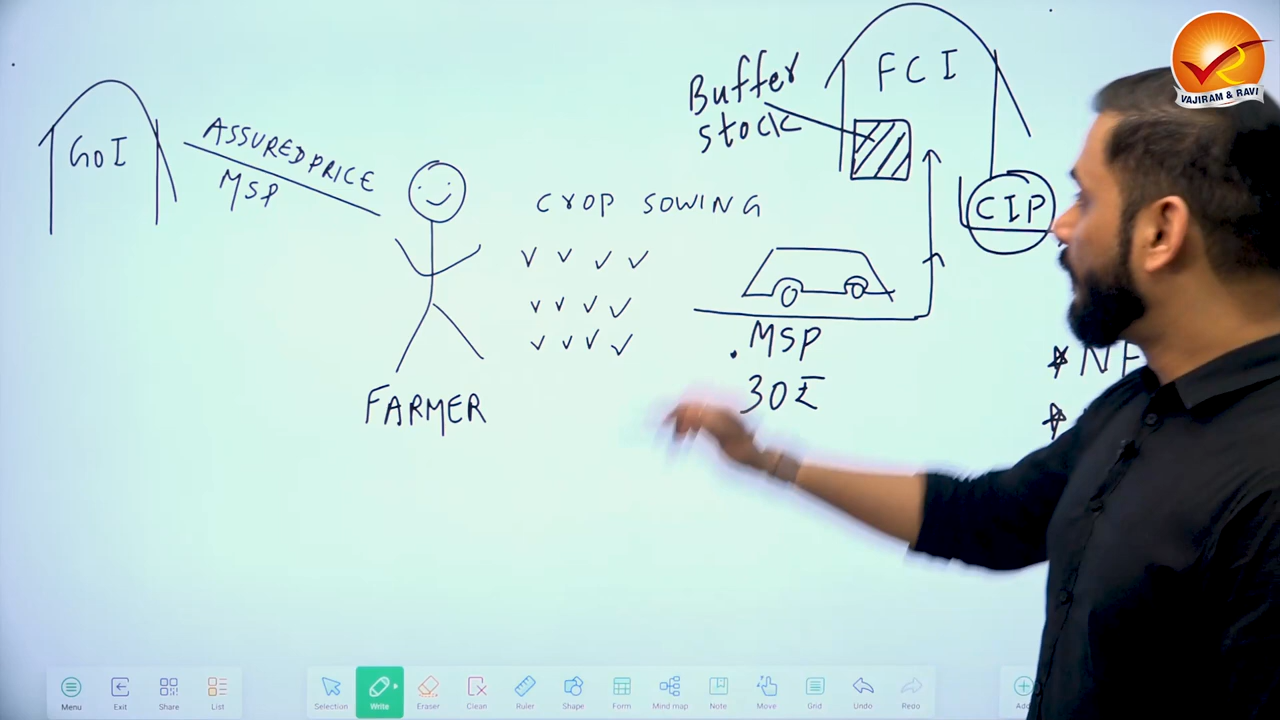 GOI
ASSURED PRICE
MSP
FARMER
CROP SOWING
Buffer
stock
FCI
CIP
MSP
30₹
VAJIRAM & RAVI
Menu
Exit
Share
List
Selection
Write
Eraser
Clean
Ruler
Shape
Form
Mind map
Note
Move
Grid
Undo
Redo